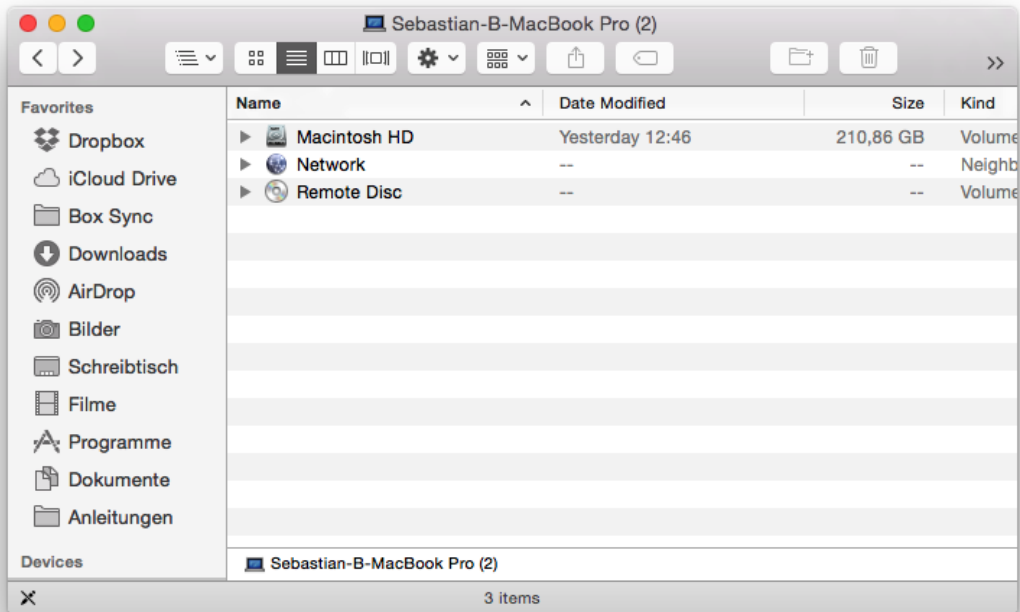 Sebastian-B-MacBook Pro (2)
Favorites
Dropbox
iCloud Drive
Box Sync
Downloads
AirDrop
Bilder
Schreibtisch
Filme
Programme
Dokumente
Anleitungen
Devices
Name Date Modified Size Kind
Macintosh HD Yesterday 12:46 210,86 GB Volume
Network -- -- Neighb
Remote Disc -- -- Volume
Sebastian-B-MacBook Pro (2)
3 items